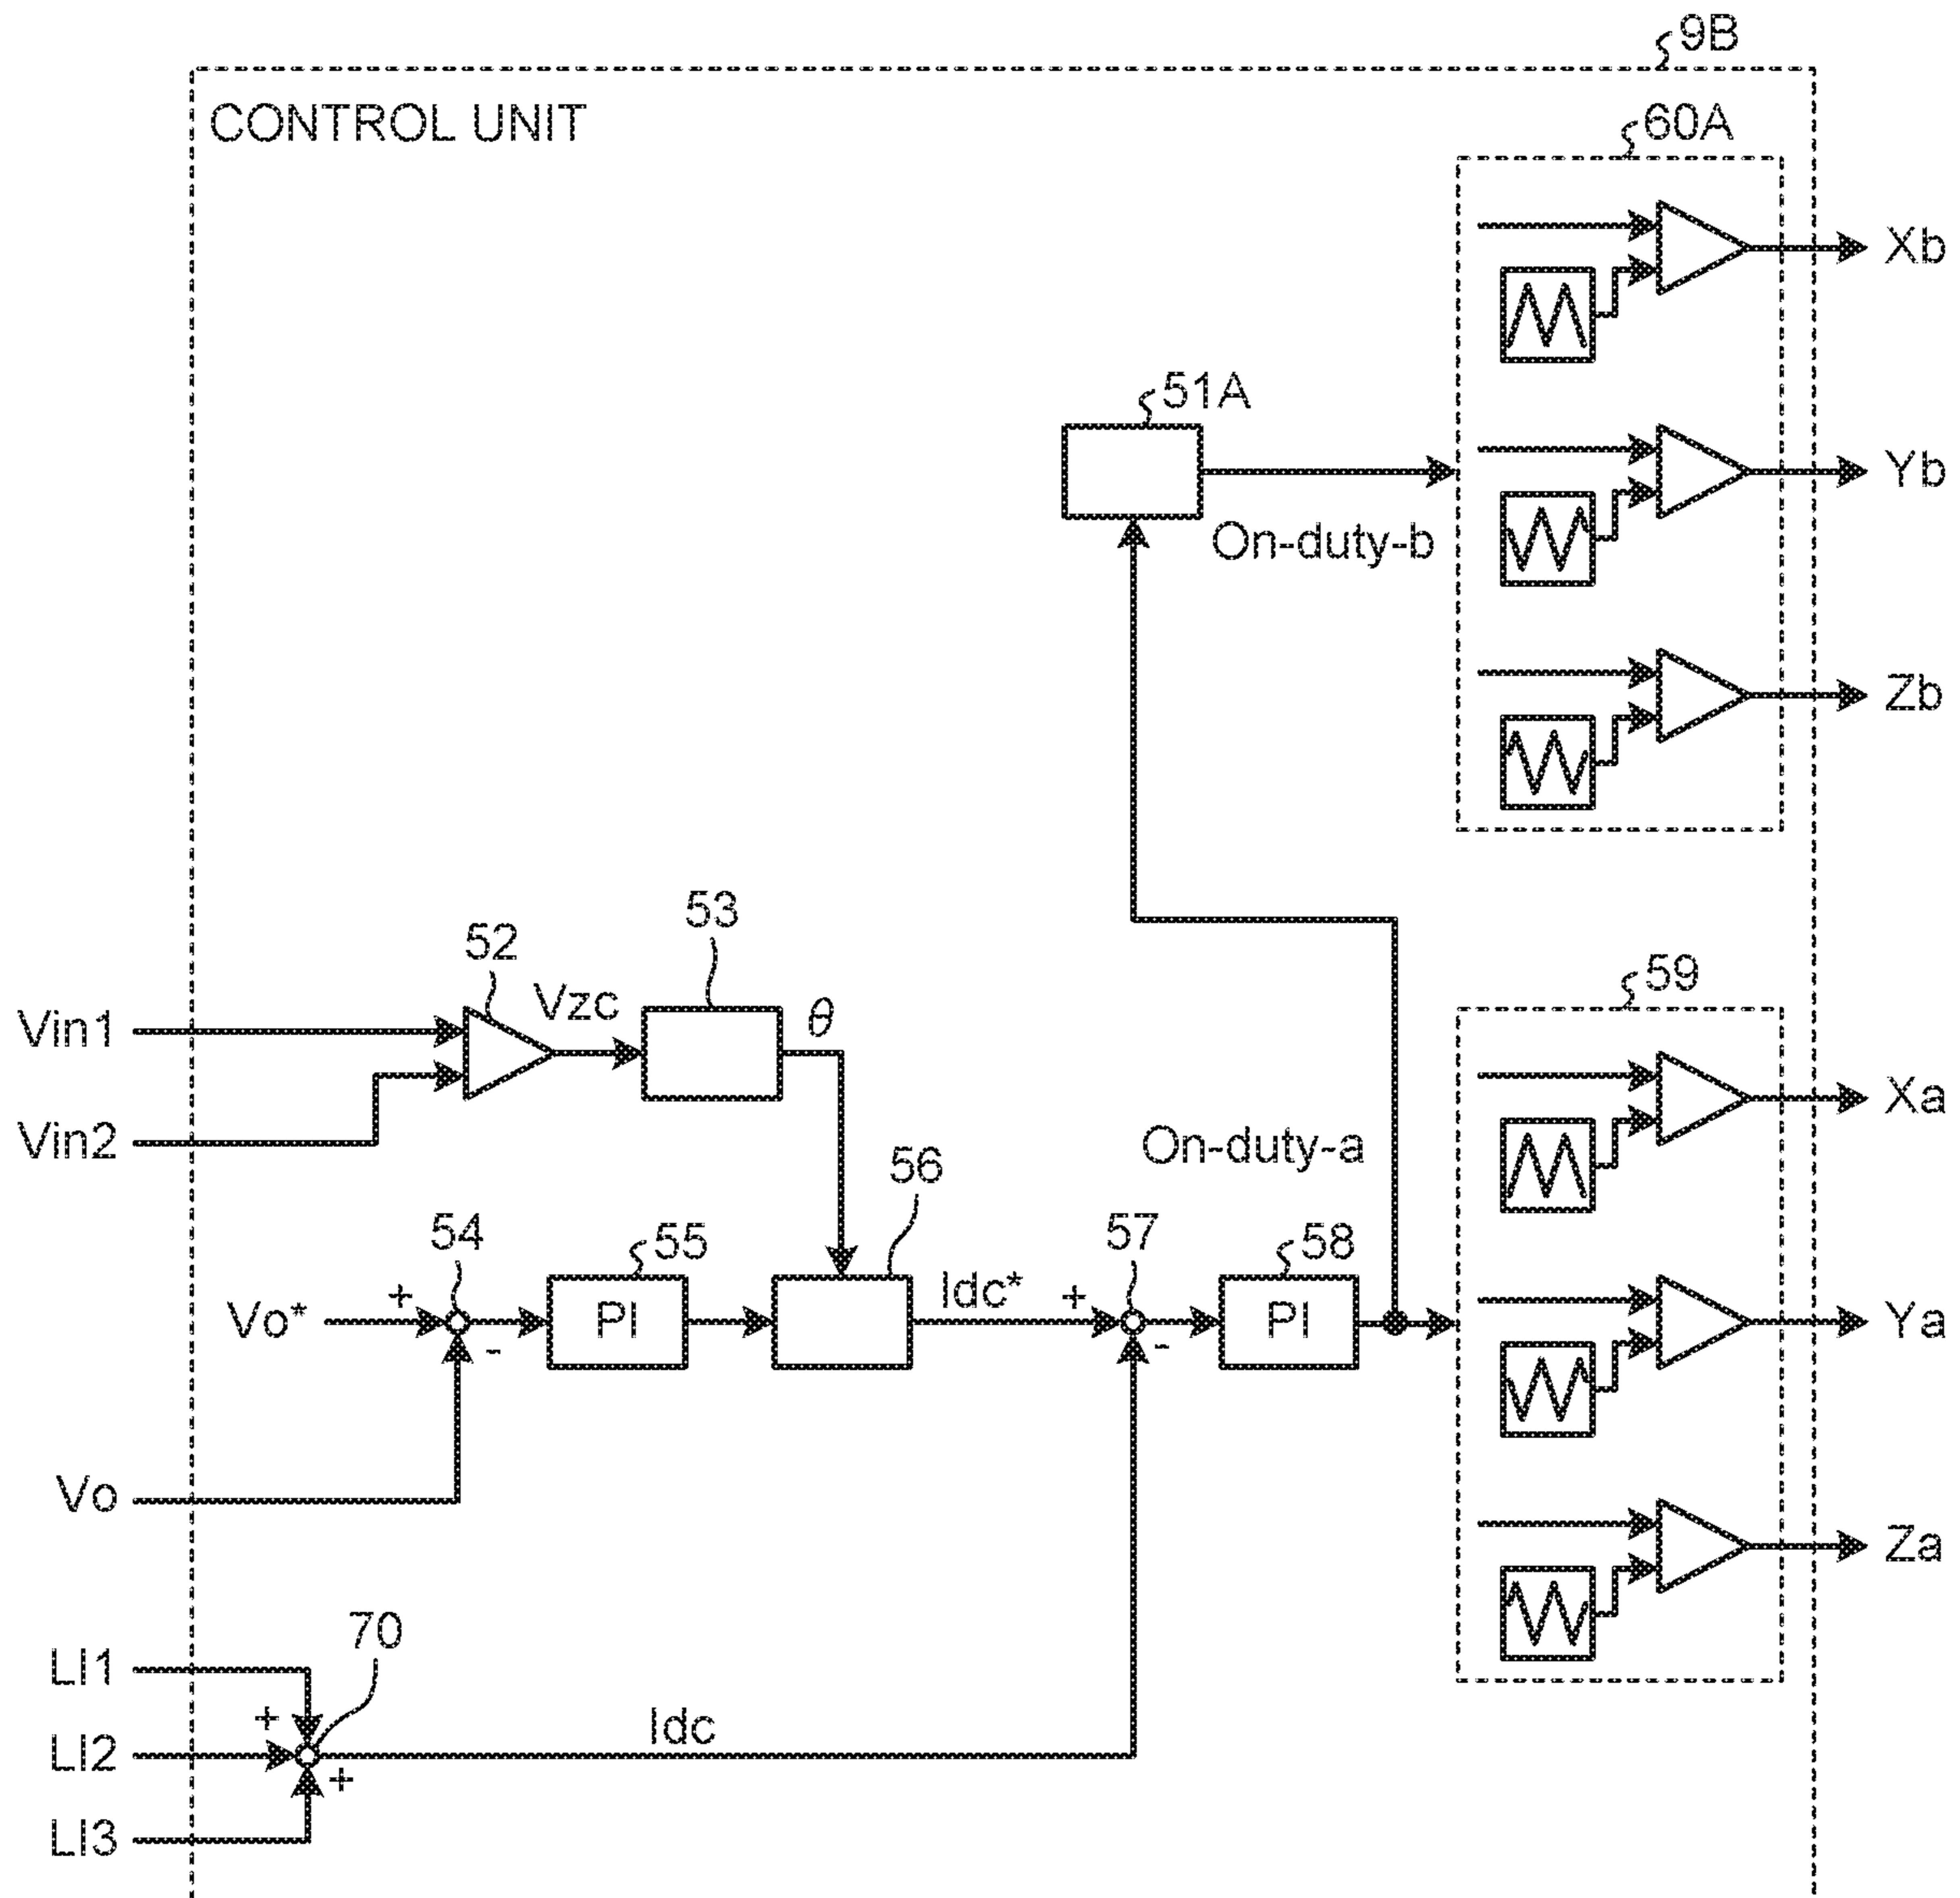 9B
CONTROL UNIT
60A
Xb
51A
Yb
On-duty-b
Zb
53
52
59
Vzc
θ
Vin1
Xa
Vin2
On-duty-a
56
54
55
57
58
Idc*
+
+
Vo*
PI
PI
Ya
-
-
Vo
Za
70
LI1
+
Idc
LI2
+
LI3